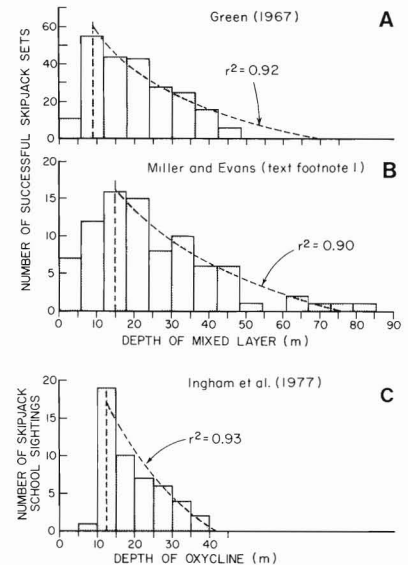 Green (1967)
A
NUMBER OF SUCCESSFUL SKIPJACK SETS
60
40
20
0
r²=0.92
Miller and Evans (text footnote 1)
B
20
15
10
5
0
r²=0.90
0 10 20 30 40 50 60 70 80 90
DEPTH OF MIXED LAYER (m)
Ingham et al. (1977)
C
NUMBER OF SKIPJACK
SCHOOL SIGHTINGS
20
15
10
5
0
r²=0.93
0 10 20 30 40
DEPTH OF OXYCLINE (m)